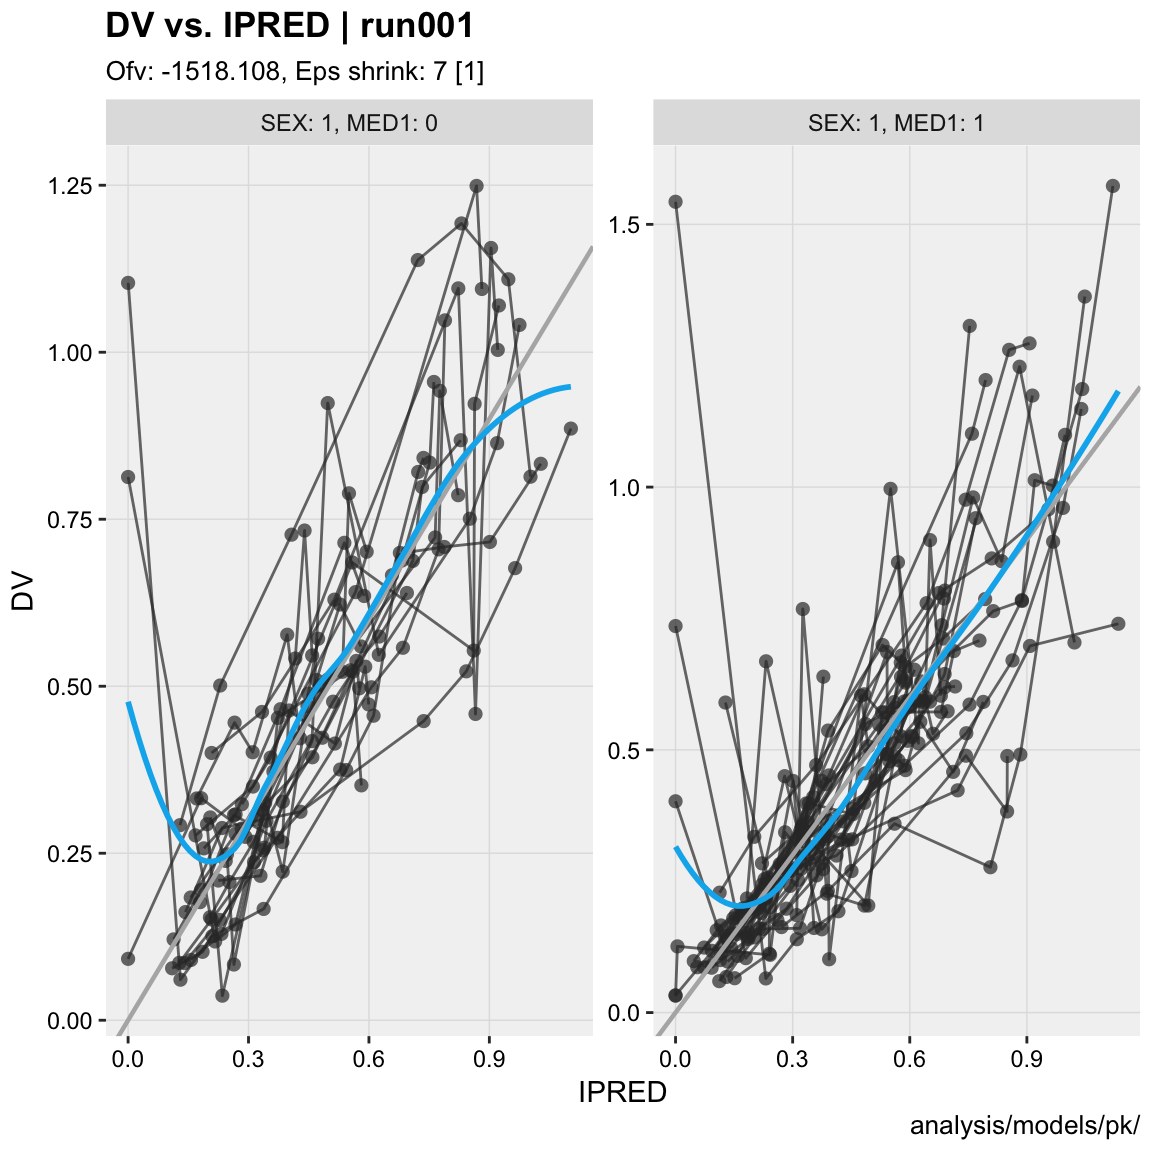 DV vs. IPRED | run001
Ofv: -1518.108, Eps shrink: 7 [1]
SEX: 1, MED1: 0
SEX: 1, MED1: 1
1.25
1.00
0.75
0.50
0.25
0.00
1.5
1.0
0.5
0.0
DV
0.0 0.3 0.6 0.9
0.0 0.3 0.6 0.9
IPRED
analysis/models/pk/